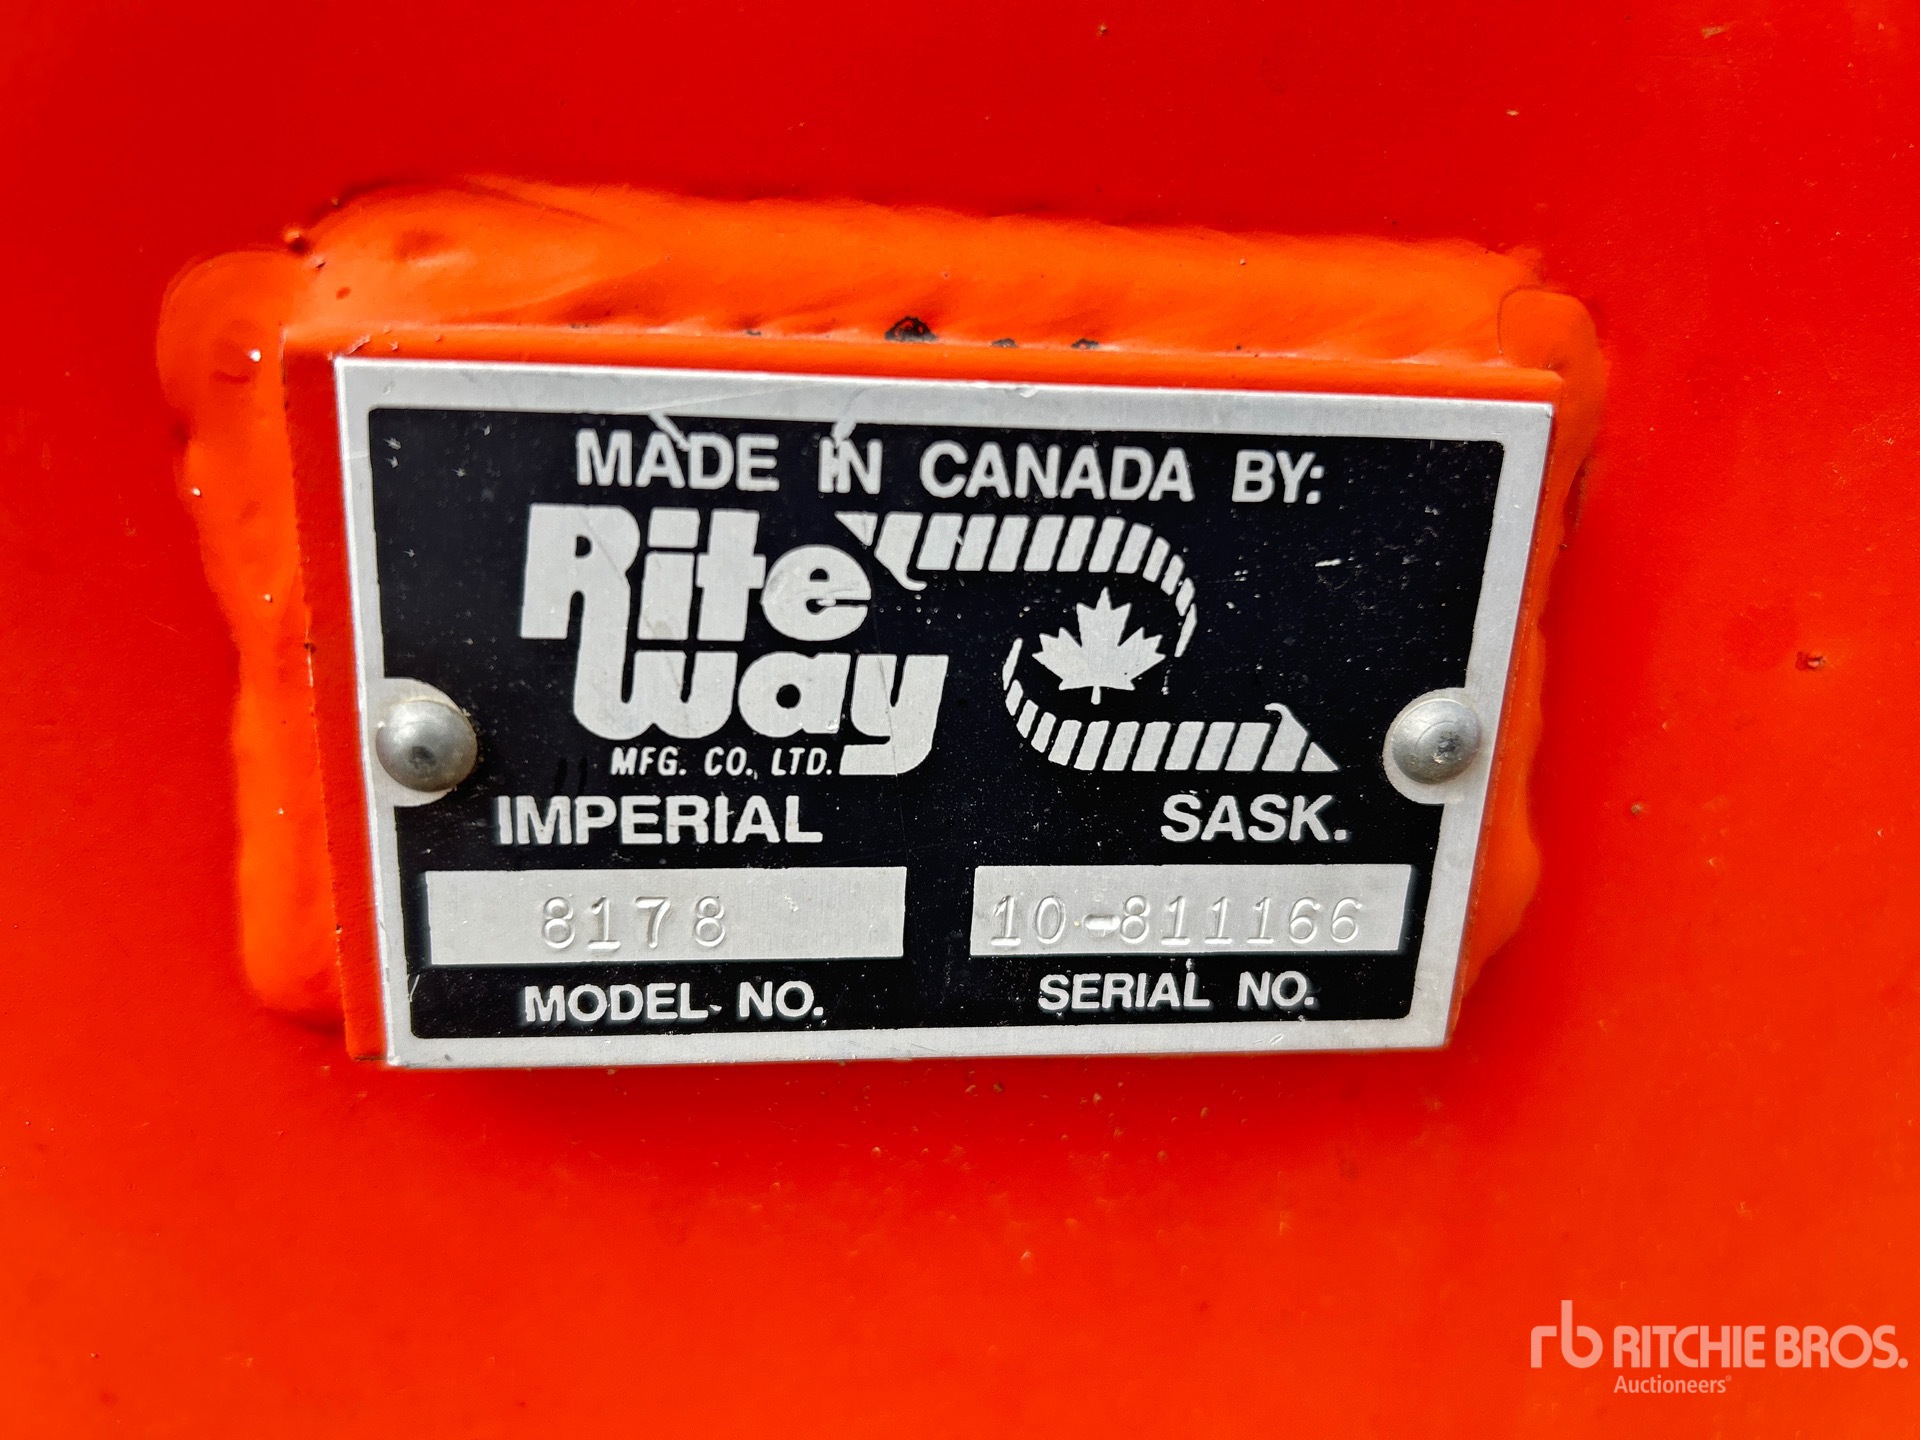 MADE IN CANADA BY:
Rite
Way
MFG. CO., LTD.
IMPERIAL SASK.
8178 10-811166
MODEL NO. SERIAL NO.
rb RITCHIE BROS.
Auctioneers